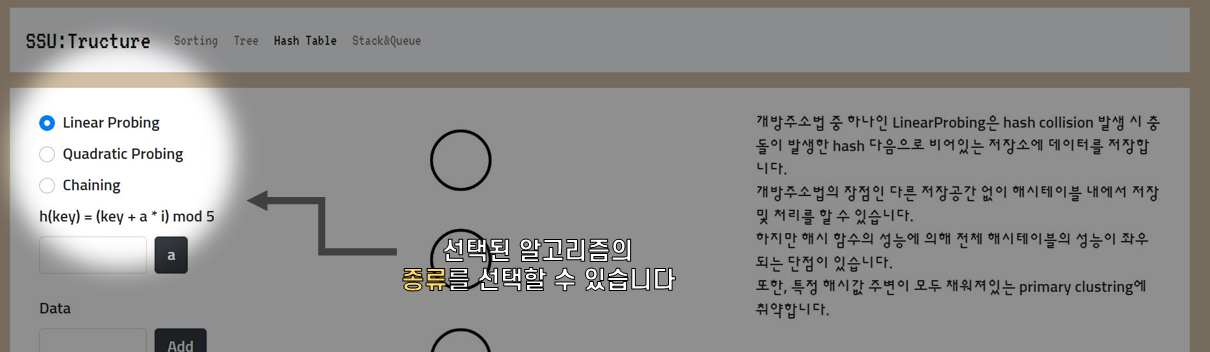 SSU:Tructure Sorting Tree Hash Table Stack&Queue
Linear Probing
Quadratic Probing
Chaining
h(key) = (key + a * i) mod 5
a
Data
Add
선택된 알고리즘의
종류를 선택할 수 있습니다
개방주소법 중 하나인 LinearProbing은 hash collision 발생 시 충
돌이 발생한 hash 다음으로 비어있는 저장소에 데이터를 저장합
니다.
개방주소법의 장점인 다른 저장공간 없이 해시테이블 내에서 저장
및 처리를 할 수 있습니다.
하지만 해시 함수의 성능에 의해 전체 해시테이블의 성능이 좌우
되는 단점이 있습니다.
또한, 특정 해시값 주변이 모두 채워져있는 primary clustring에
취약합니다.